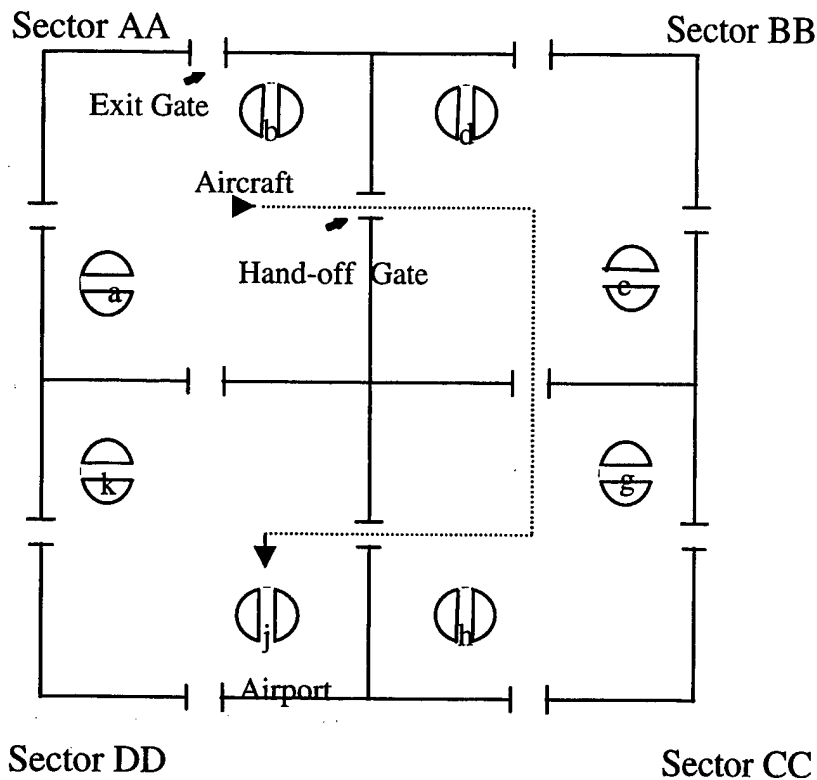 Sector AA
Sector BB
Exit Gate
b
d
Aircraft
Hand-off Gate
a
e
k
g
j
h
Airport
Sector DD
Sector CC